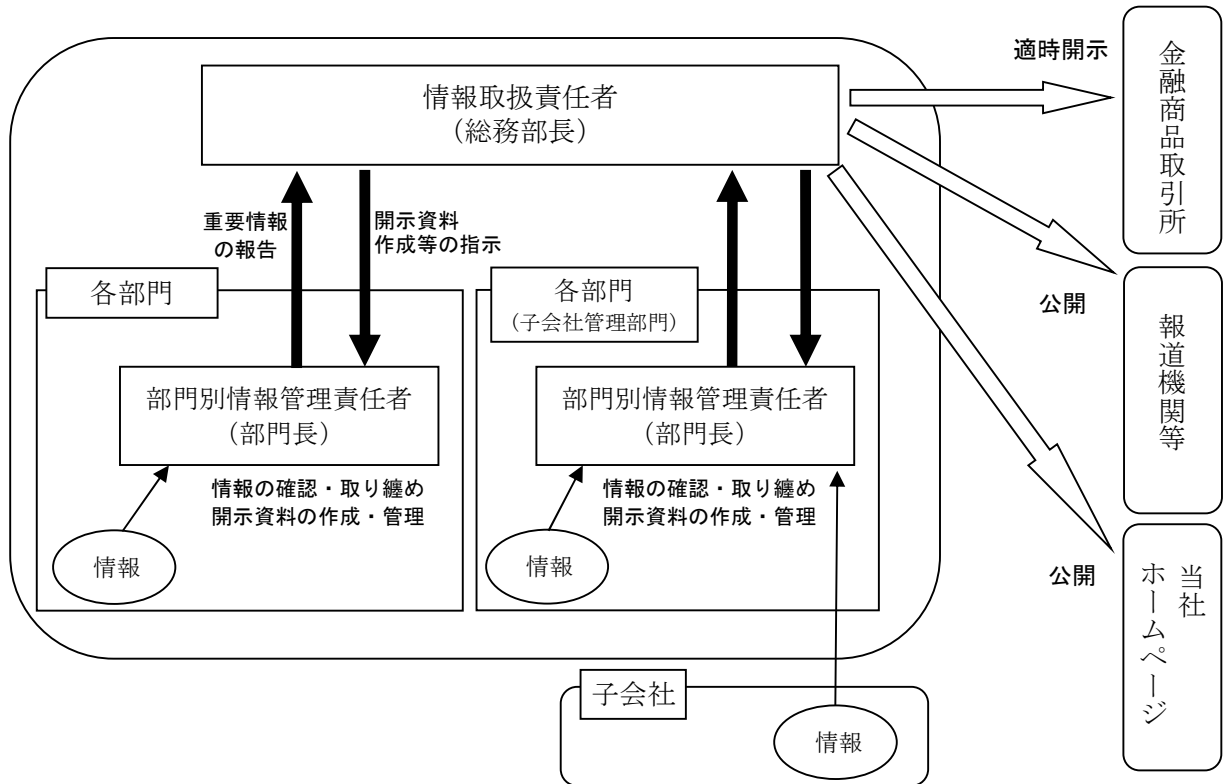 情報取扱責任者
（総務部長）
適時開示
金融商品取引所
重要情報
の報告
開示資料
作成等の指示
各部門
各部門
（子会社管理部門）
公開
報道機関等
部門別情報管理責任者
（部門長）
部門別情報管理責任者
（部門長）
情報の確認・取り纏め
開示資料の作成・管理
情報の確認・取り纏め
開示資料の作成・管理
情報
情報
公開
当社
ホームページ
子会社
情報